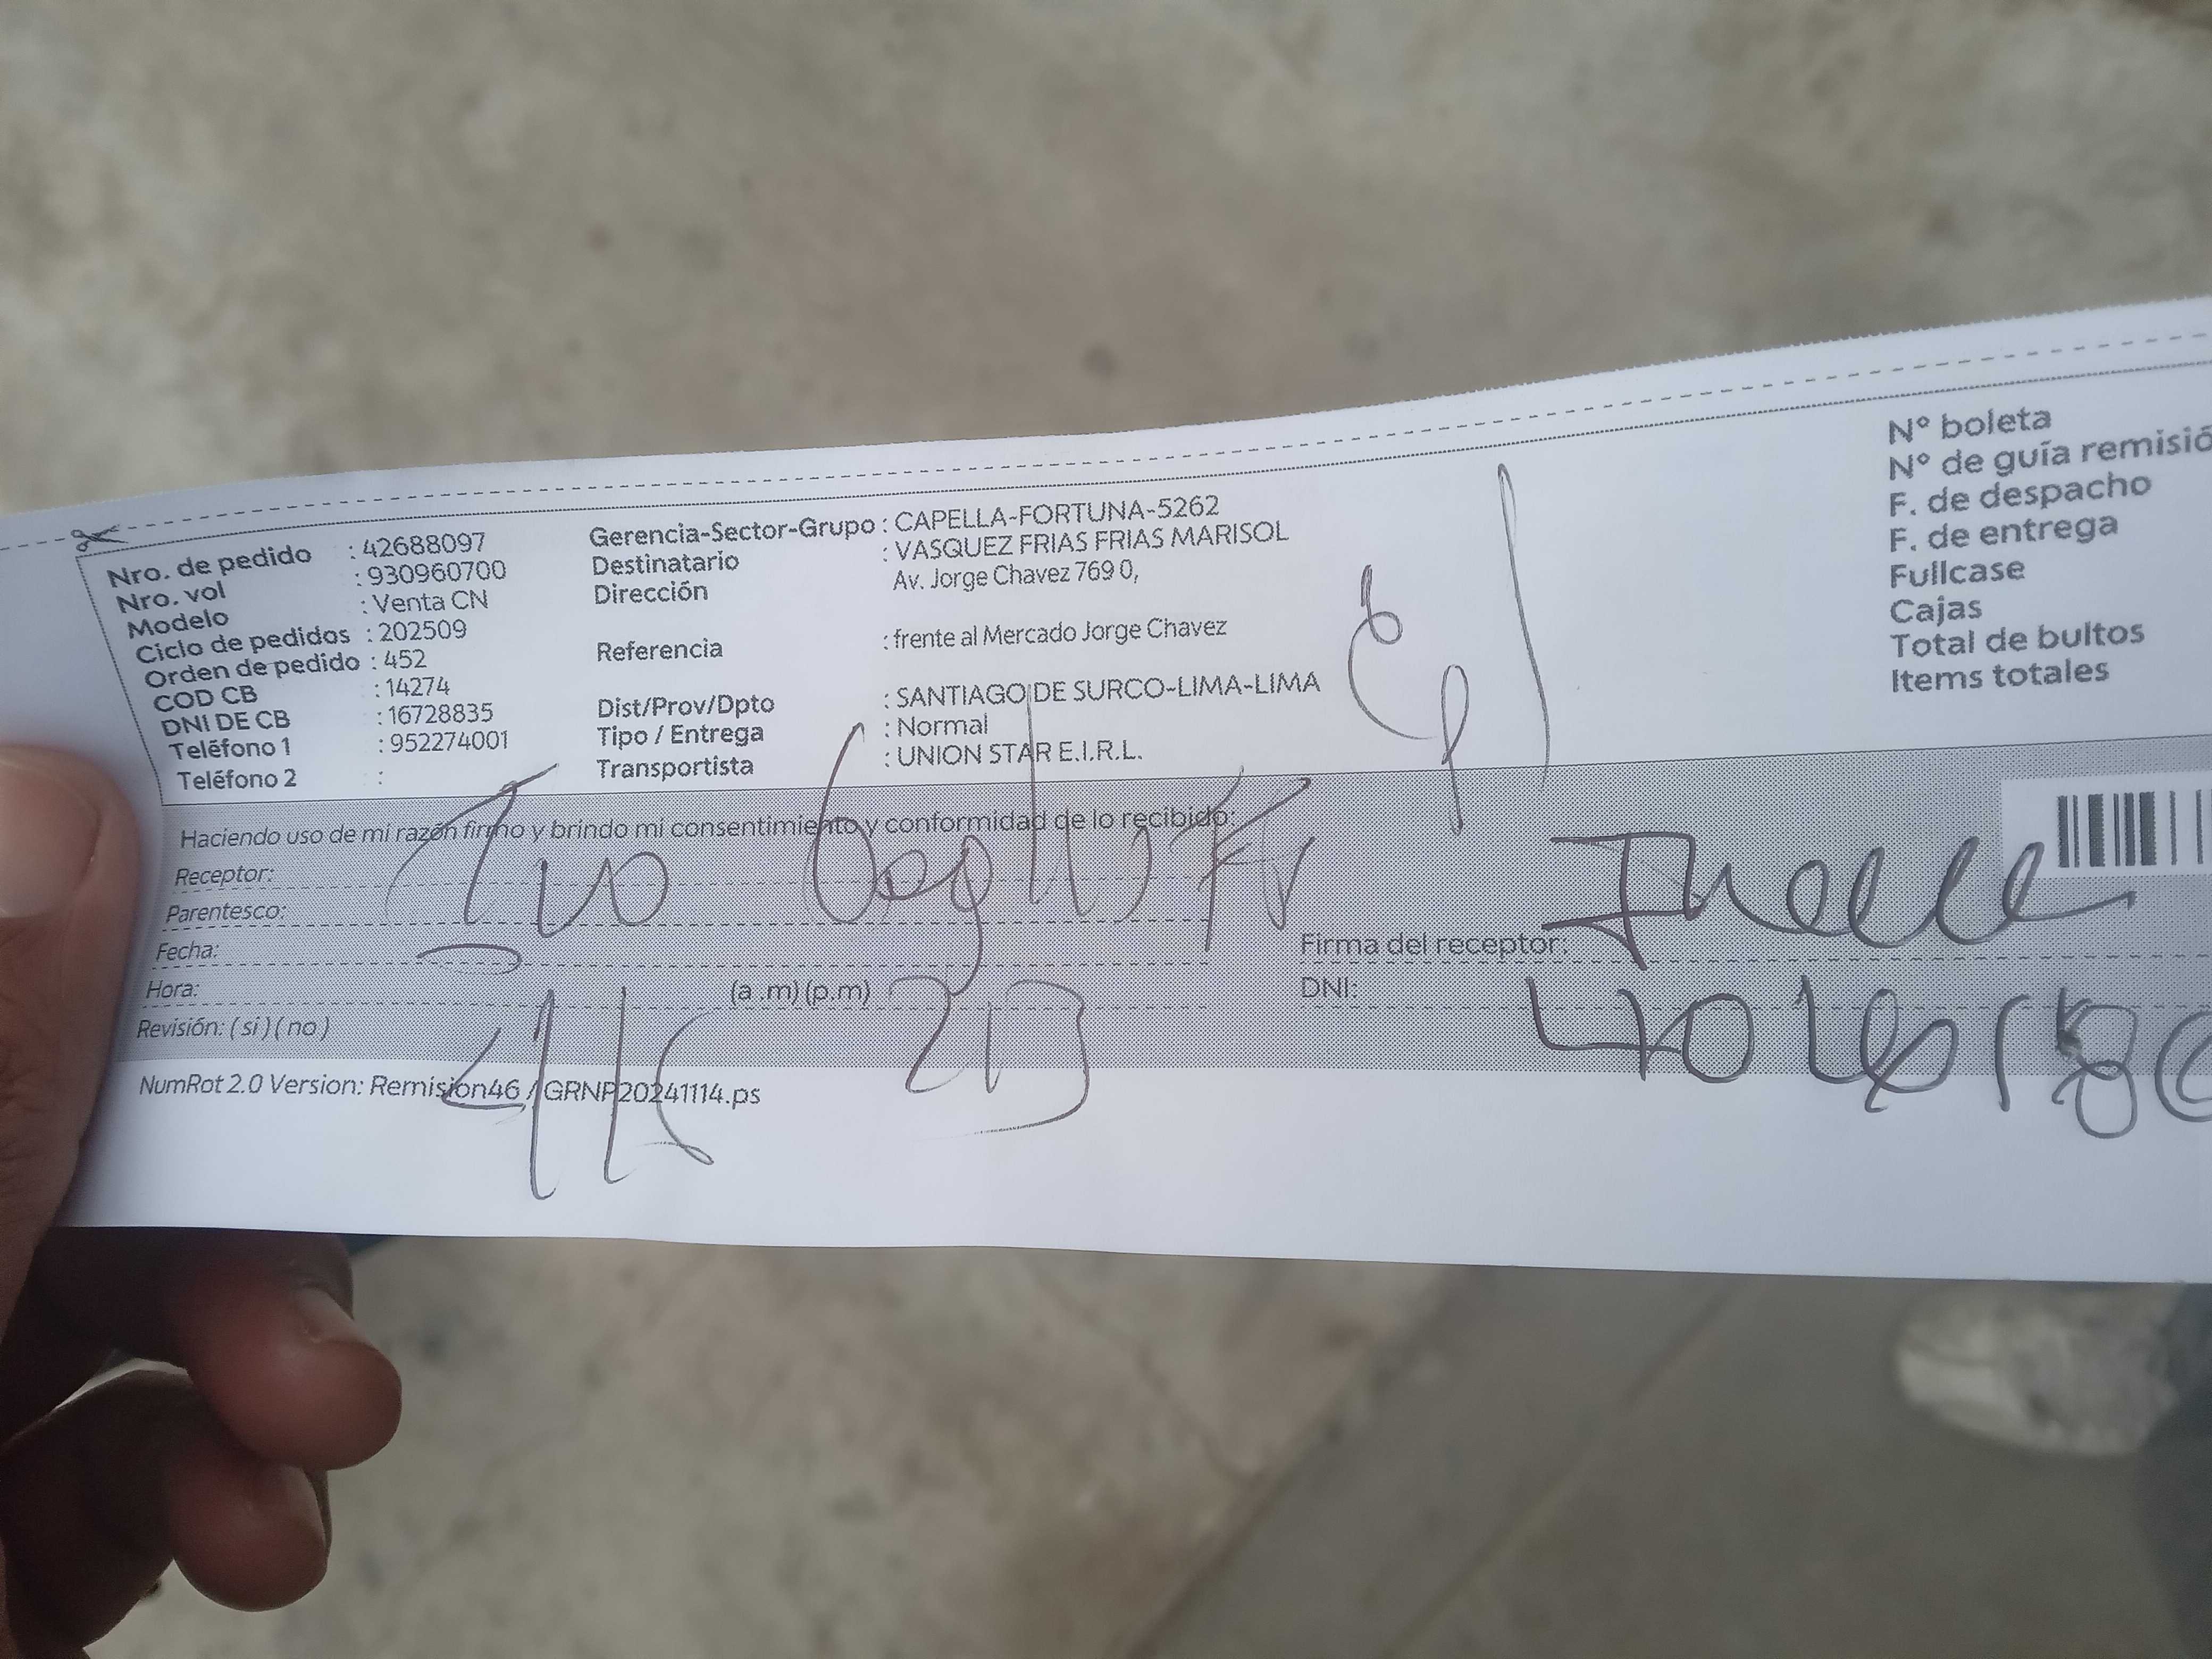 Nro. de pedido : 42688097
Nro. vol : 930960700
Modelo : Venta CN
Ciclo de pedidos : 202509
Orden de pedido : 452
COD CB : 14274
DNI DE CB : 16728835
Teléfono 1 : 952274001
Teléfono 2 :
Gerencia-Sector-Grupo : CAPELLA-FORTUNA-5262
Destinatario : VASQUEZ FRIAS FRIAS MARISOL
Dirección Av. Jorge Chavez 769 0,
Referencia : frente al Mercado Jorge Chavez
Dist/Prov/Dpto : SANTIAGO DE SURCO-LIMA-LIMA
Tipo / Entrega : Normal
Transportista : UNION STAR E.I.R.L.
N° boleta
N° de guía remisió
F. de despacho
F. de entrega
Fullcase
Cajas
Total de bultos
Items totales
Haciendo uso de mi razón firmo y brindo mi consentimiento y conformidad de lo recibido:
Receptor:
Parentesco:
Fecha:
Hora: (a .m) (p.m)
Revisión: ( si ) ( no )
Firma del receptor:
DNI:
NumRot 2.0 Version: Remision46 / GRNP20241114.ps